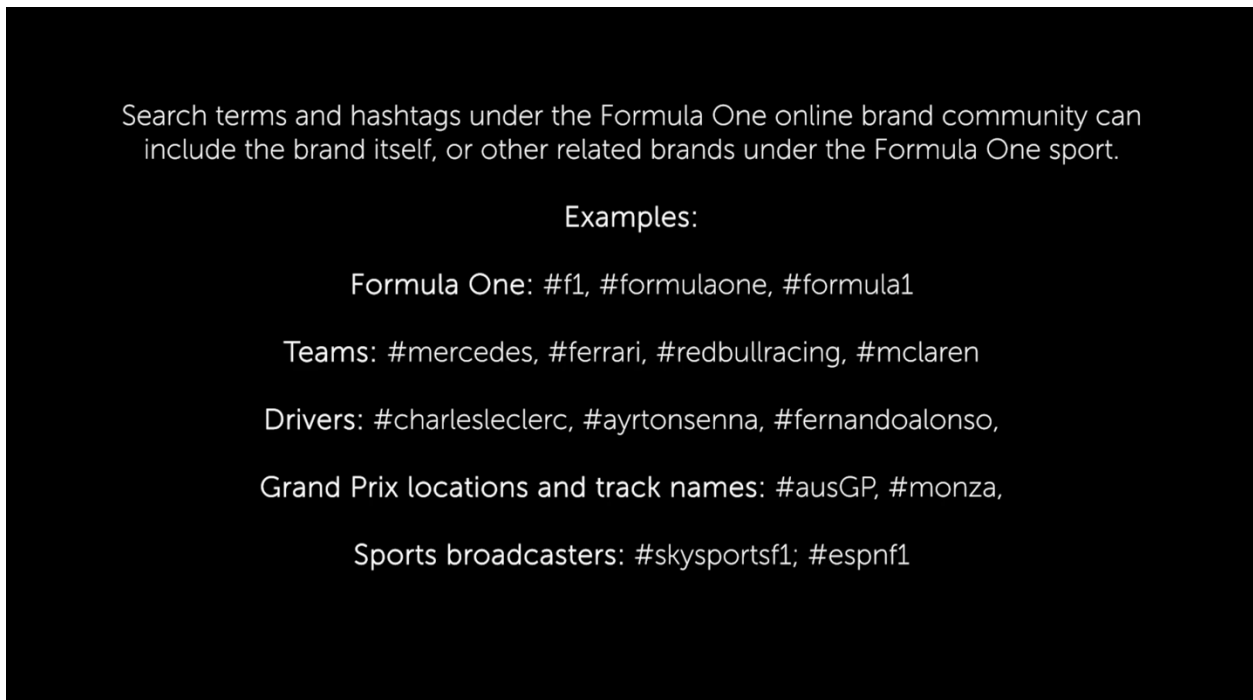 Search terms and hashtags under the Formula One online brand community can
include the brand itself, or other related brands under the Formula One sport.
Examples:
Formula One: #f1, #formulaone, #formula1
Teams: #mercedes, #ferrari, #redbullracing, #mclaren
Drivers: #charlesleclerc, #ayrtonsenna, #fernandoalonso,
Grand Prix locations and track names: #ausGP, #monza,
Sports broadcasters: #skysportsf1; #espnf1